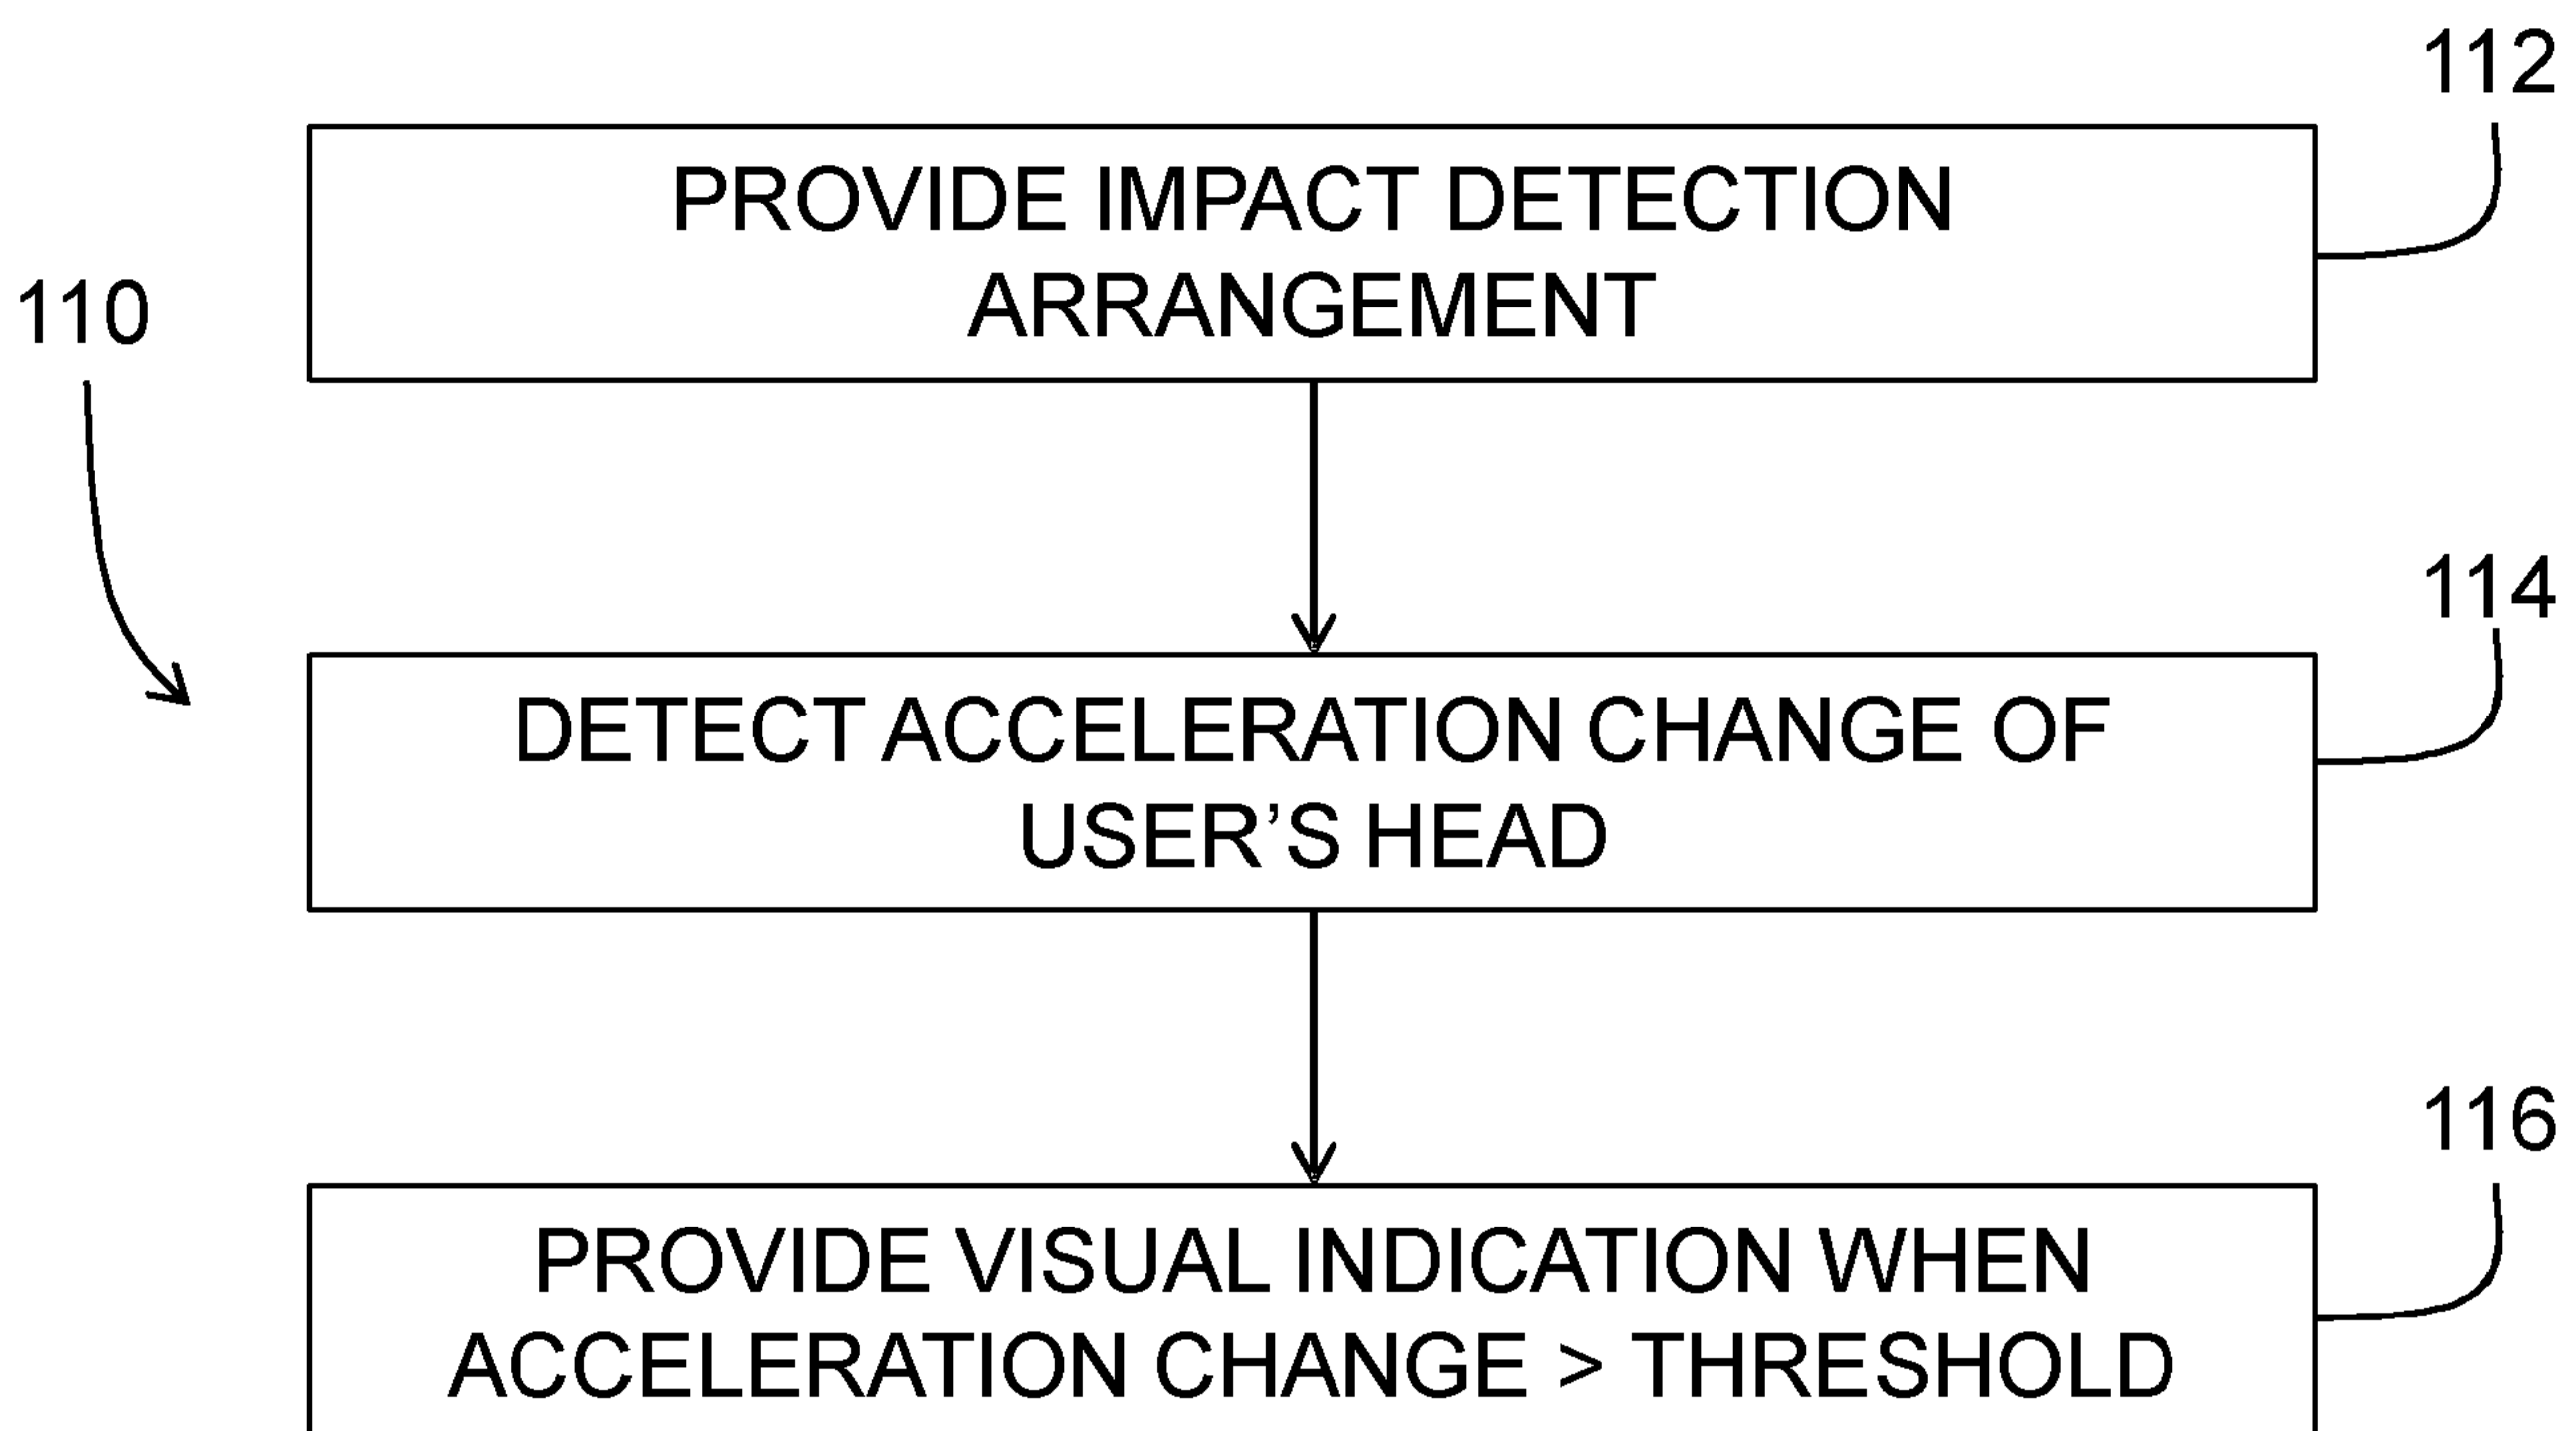 112
PROVIDE IMPACT DETECTION
ARRANGEMENT
110
114
DETECT ACCELERATION CHANGE OF
USER’S HEAD
116
PROVIDE VISUAL INDICATION WHEN
ACCELERATION CHANGE > THRESHOLD